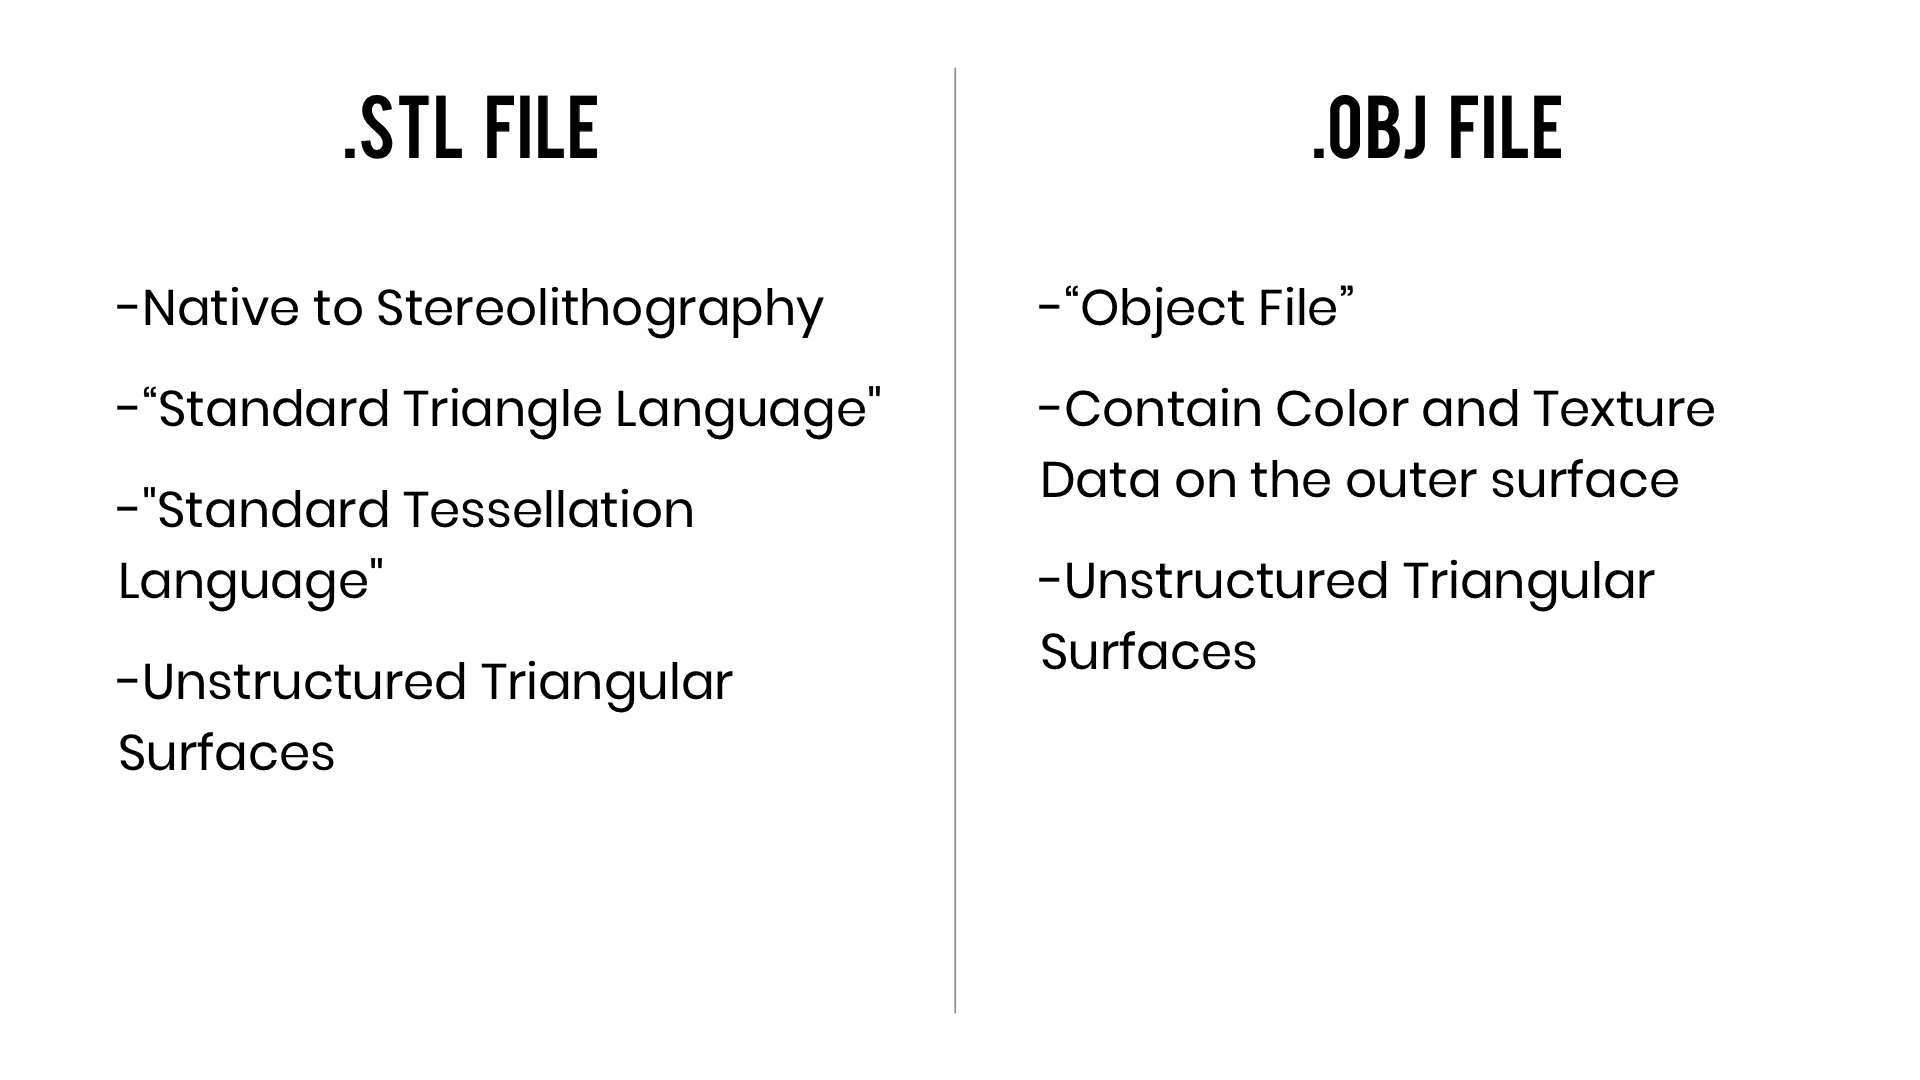 .STL FILE
-Native to Stereolithography
-“Standard Triangle Language"
-"Standard Tessellation
Language"
-Unstructured Triangular
Surfaces
.OBJ FILE
-“Object File”
-Contain Color and Texture
Data on the outer surface
-Unstructured Triangular
Surfaces